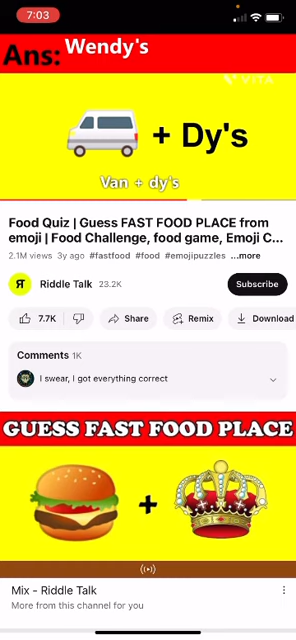 7:03
Ans: Wendy's
VITA
+ Dy's
Van + dy's
Food Quiz | Guess FAST FOOD PLACE from
emoji | Food Challenge, food game, Emoji C...
2.1M views 3y ago #fastfood #food #emojipuzzles ...more
Riddle Talk 23.2K
Subscribe
7.7K
Share
Remix
Download
Comments 1K
I swear, I got everything correct
GUESS FAST FOOD PLACE
+
Mix - Riddle Talk
More from this channel for you